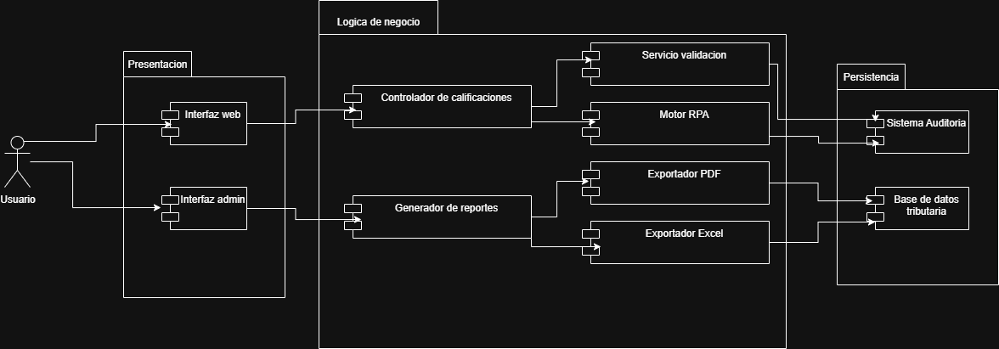 Logica de negocio
Presentacion
Persistencia
Servicio validacion
Controlador de calificaciones
Interfaz web
Motor RPA
Sistema Auditoria
Exportador PDF
Usuario
Interfaz admin
Generador de reportes
Base de datos
tributaria
Exportador Excel